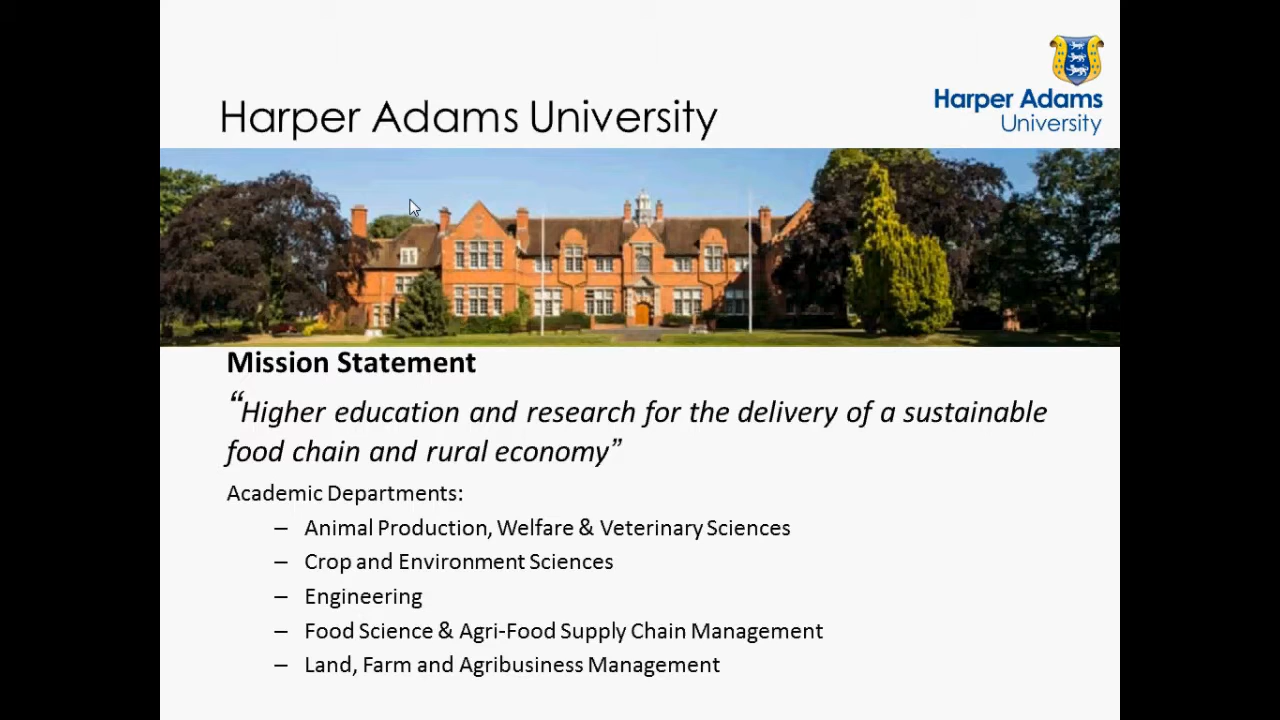 Harper Adams University
Harper Adams
University
Mission Statement
“Higher education and research for the delivery of a sustainable
food chain and rural economy”
Academic Departments:
– Animal Production, Welfare & Veterinary Sciences
– Crop and Environment Sciences
– Engineering
– Food Science & Agri-Food Supply Chain Management
– Land, Farm and Agribusiness Management